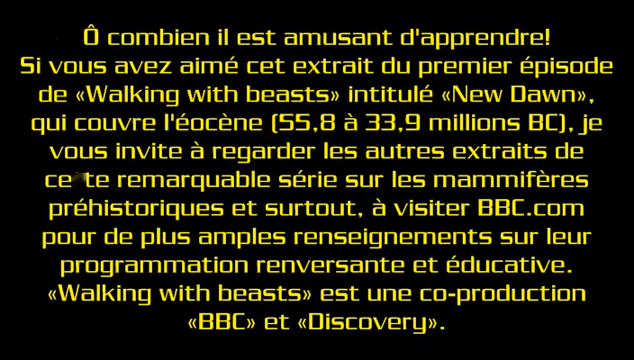 Ô combien il est amusant d'apprendre!
Si vous avez aimé cet extrait du premier épisode
de «Walking with beasts» intitulé «New Dawn»,
qui couvre l'éocène (55,8 à 33,9 millions BC), je
vous invite à regarder les autres extraits de
cette remarquable série sur les mammifères
préhistoriques et surtout, à visiter BBC.com
pour de plus amples renseignements sur leur
programmation renversante et éducative.
«Walking with beasts» est une co-production
«BBC» et «Discovery».